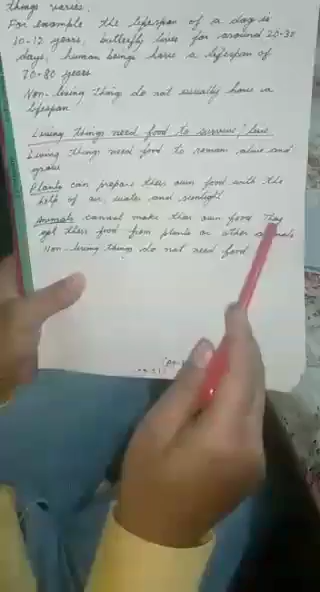 things varies.
For example the lifespan of a dog is
10-12 years, butterfly lives for around 20-30
days, human beings have a lifespan of
70-80 years
Non-living things do not usually have a
lifespan
Living things need food to survive/live
Living things need food to remain alive and
grow
Plants can prepare their own food with the
help of air, water and sunlight
Animals cannot make their own food They
get their food from plants or other animals
Non-living things do not need food